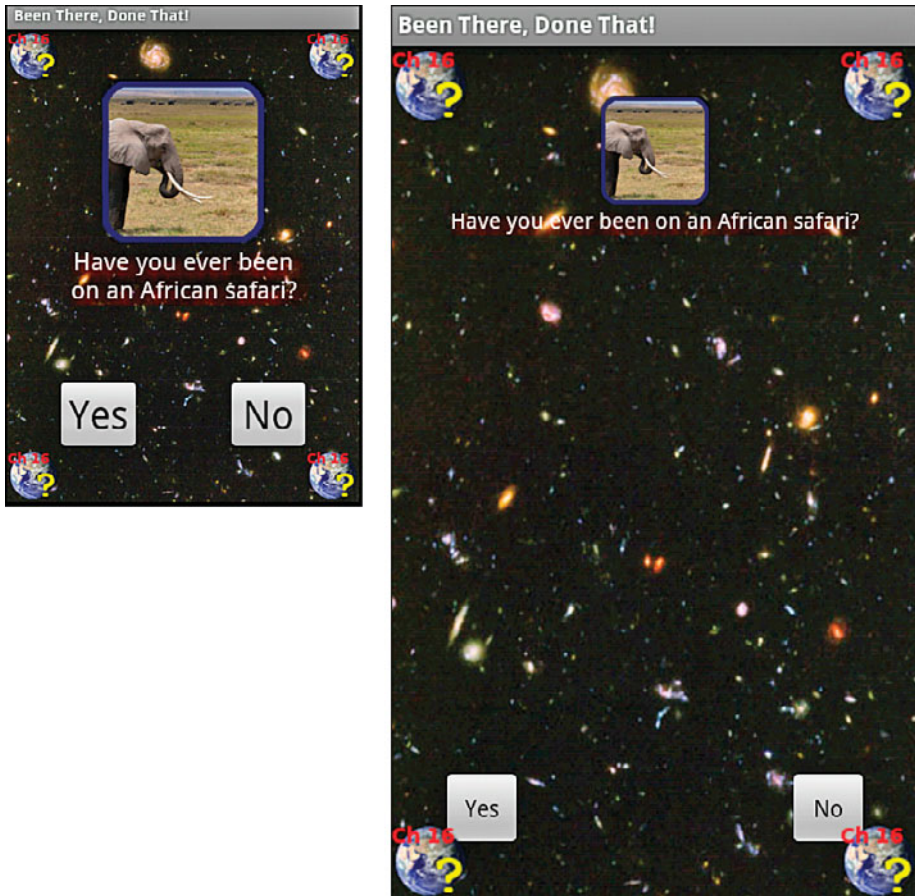 Been There, Done That!
Ch 16
?
Ch 16
?
Have you ever been
on an African safari?
Yes
No
Ch 16
?
Ch 16
?
Been There, Done That!
Ch 16
?
Ch 16
?
Have you ever been on an African safari?
Yes
No
Ch 16
?
Ch 16
?